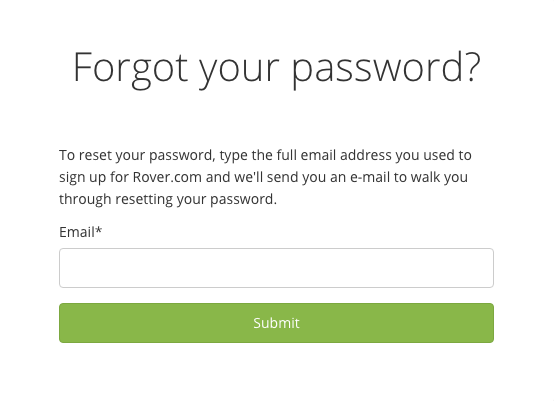 Forgot your password?
To reset your password, type the full email address you used to
sign up for Rover.com and we'll send you an e-mail to walk you
through resetting your password.
Email*
Submit